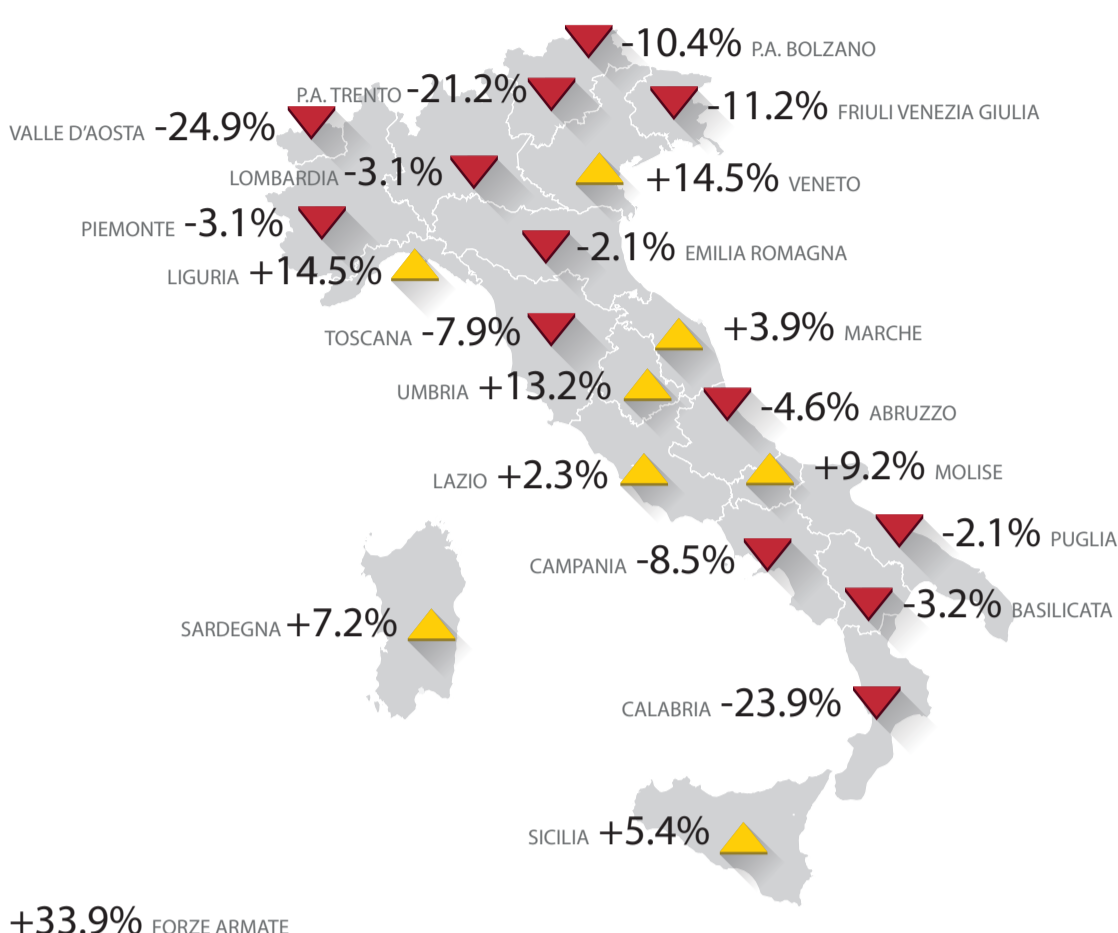 -10.4% P.A. BOLZANO
P.A. TRENTO -21.2%
-11.2% FRIULI VENEZIA GIULIA
VALLE D'AOSTA -24.9%
LOMBARDIA -3.1%
+14.5% VENETO
PIEMONTE -3.1%
-2.1% EMILIA ROMAGNA
LIGURIA +14.5%
TOSCANA -7.9%
+3.9% MARCHE
UMBRIA +13.2%
-4.6% ABRUZZO
LAZIO +2.3%
+9.2% MOLISE
-2.1% PUGLIA
CAMPANIA -8.5%
-3.2% BASILICATA
SARDEGNA +7.2%
CALABRIA -23.9%
SICILIA +5.4%
+33.9% FORZE ARMATE